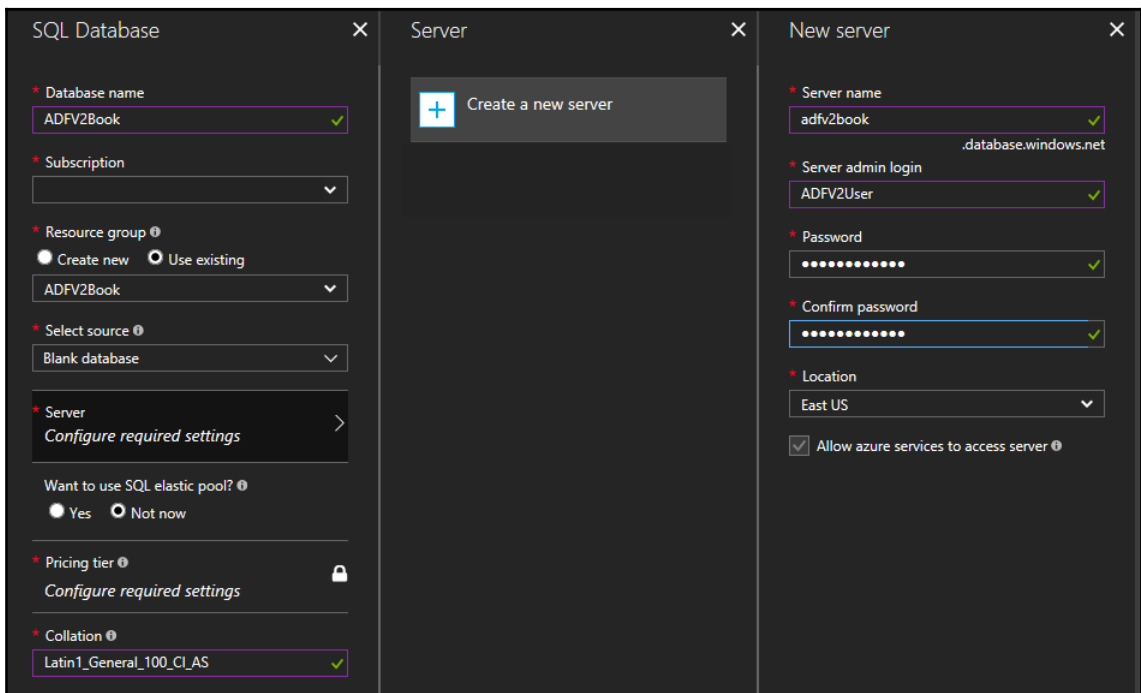 SQL Database
* Database name
ADFV2Book
* Subscription
* Resource group
Create new Use existing
ADFV2Book
* Select source
Blank database
* Server
Configure required settings
Want to use SQL elastic pool?
Yes Not now
* Pricing tier
Configure required settings
* Collation
Latin1_General_100_CI_AS
Server
Create a new server
New server
* Server name
adfv2book
.database.windows.net
* Server admin login
ADFV2User
* Password
••••••••••••
* Confirm password
••••••••••••
* Location
East US
Allow azure services to access server